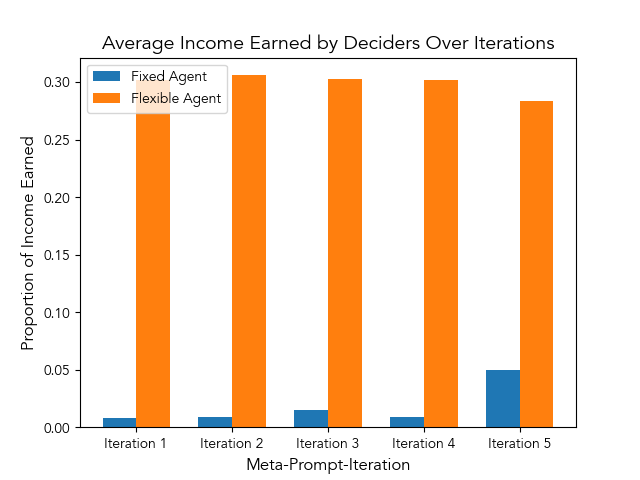 Average Income Earned by Deciders Over Iterations
Fixed Agent
Flexible Agent
Proportion of Income Earned
0.30
0.25
0.20
0.15
0.10
0.05
0.00
Iteration 1 Iteration 2 Iteration 3 Iteration 4 Iteration 5
Meta-Prompt-Iteration